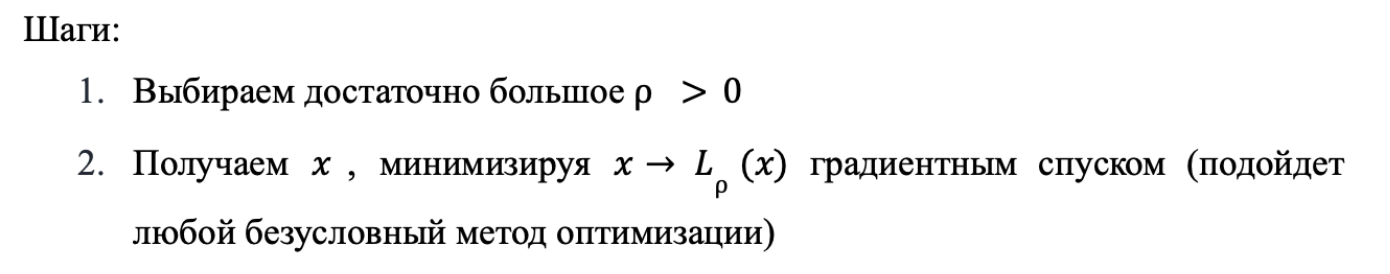 Шаги:
1. Выбираем достаточно большое ρ > 0
2. Получаем x , минимизируя x → L_ρ (x) градиентным спуском (подойдет
любой безусловный метод оптимизации)